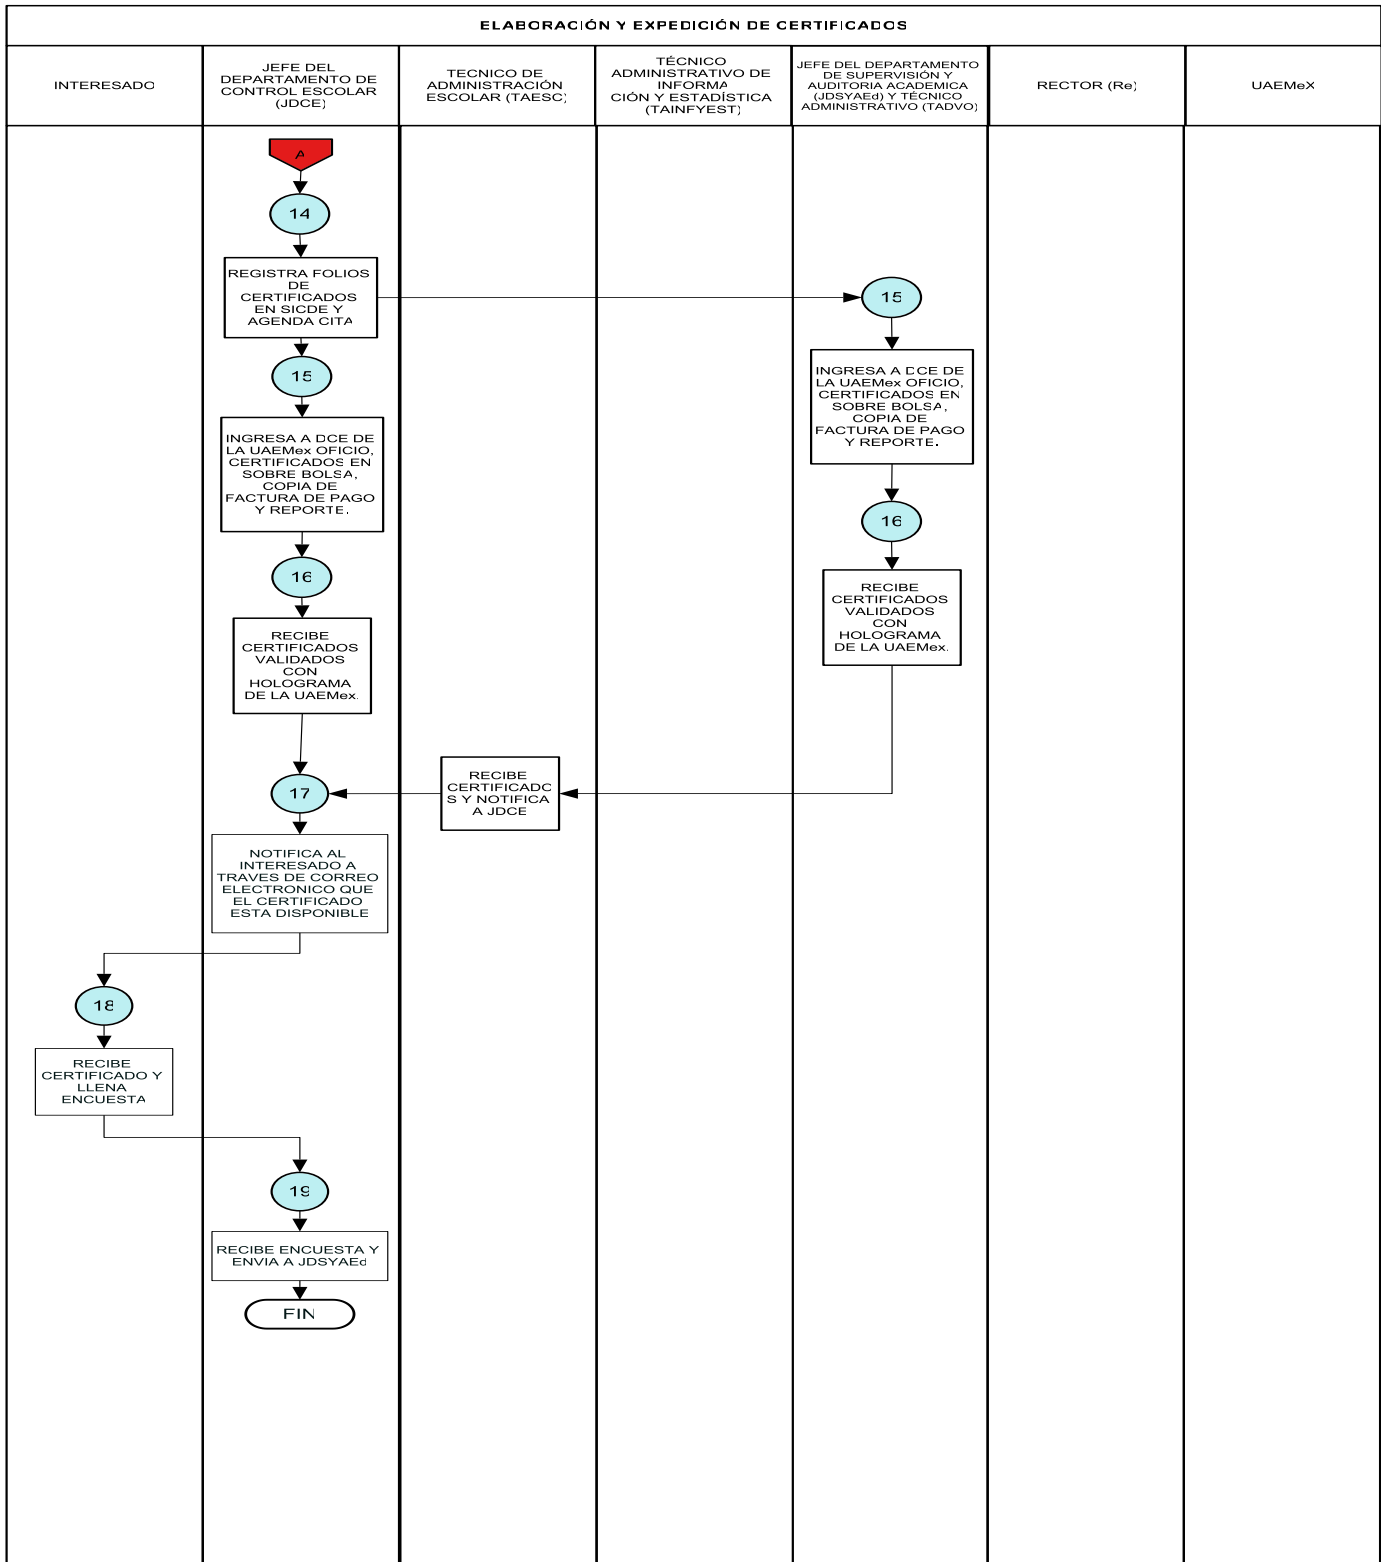 ELABORACIÓN Y EXPEDICIÓN DE CERTIFICADOS
INTERESADO
JEFE DEL
DEPARTAMENTO DE
CONTROL ESCOLAR
(JDCE)
TECNICO DE
ADMINISTRACIÓN
ESCOLAR (TAESC)
TÉCNICO
ADMINISTRATIVO DE
INFORMA
CIÓN Y ESTADÍSTICA
(TAINFYEST)
JEFE DEL DEPARTAMENTO
DE SUPERVISIÓN Y
AUDITORIA ACADEMICA
(JDSYAEd) Y TÉCNICO
ADMINISTRATIVO (TADVO)
RECTOR (Re)
UAEMeX
A
14
REGISTRA FOLIOS
DE
CERTIFICADOS
EN SICDE Y
AGENDA CITA
15
15
INGRESA A DCE DE
LA UAEMex OFICIO,
CERTIFICADOS EN
SOBRE BOLSA,
COPIA DE
FACTURA DE PAGO
Y REPORTE.
INGRESA A DCE DE
LA UAEMex OFICIO,
CERTIFICADOS EN
SOBRE BOLSA,
COPIA DE
FACTURA DE PAGO
Y REPORTE.
16
16
RECIBE
CERTIFICADOS
VALIDADOS
CON
HOLOGRAMA
DE LA UAEMex.
RECIBE
CERTIFICADOS
VALIDADOS
CON
HOLOGRAMA
DE LA UAEMex.
17
RECIBE
CERTIFICADO
S Y NOTIFICA
A JDCE
NOTIFICA AL
INTERESADO A
TRAVES DE CORREO
ELECTRONICO QUE
EL CERTIFICADO
ESTA DISPONIBLE
18
RECIBE
CERTIFICADO Y
LLENA
ENCUESTA
19
RECIBE ENCUESTA Y
ENVIA A JDSYAEd
FIN